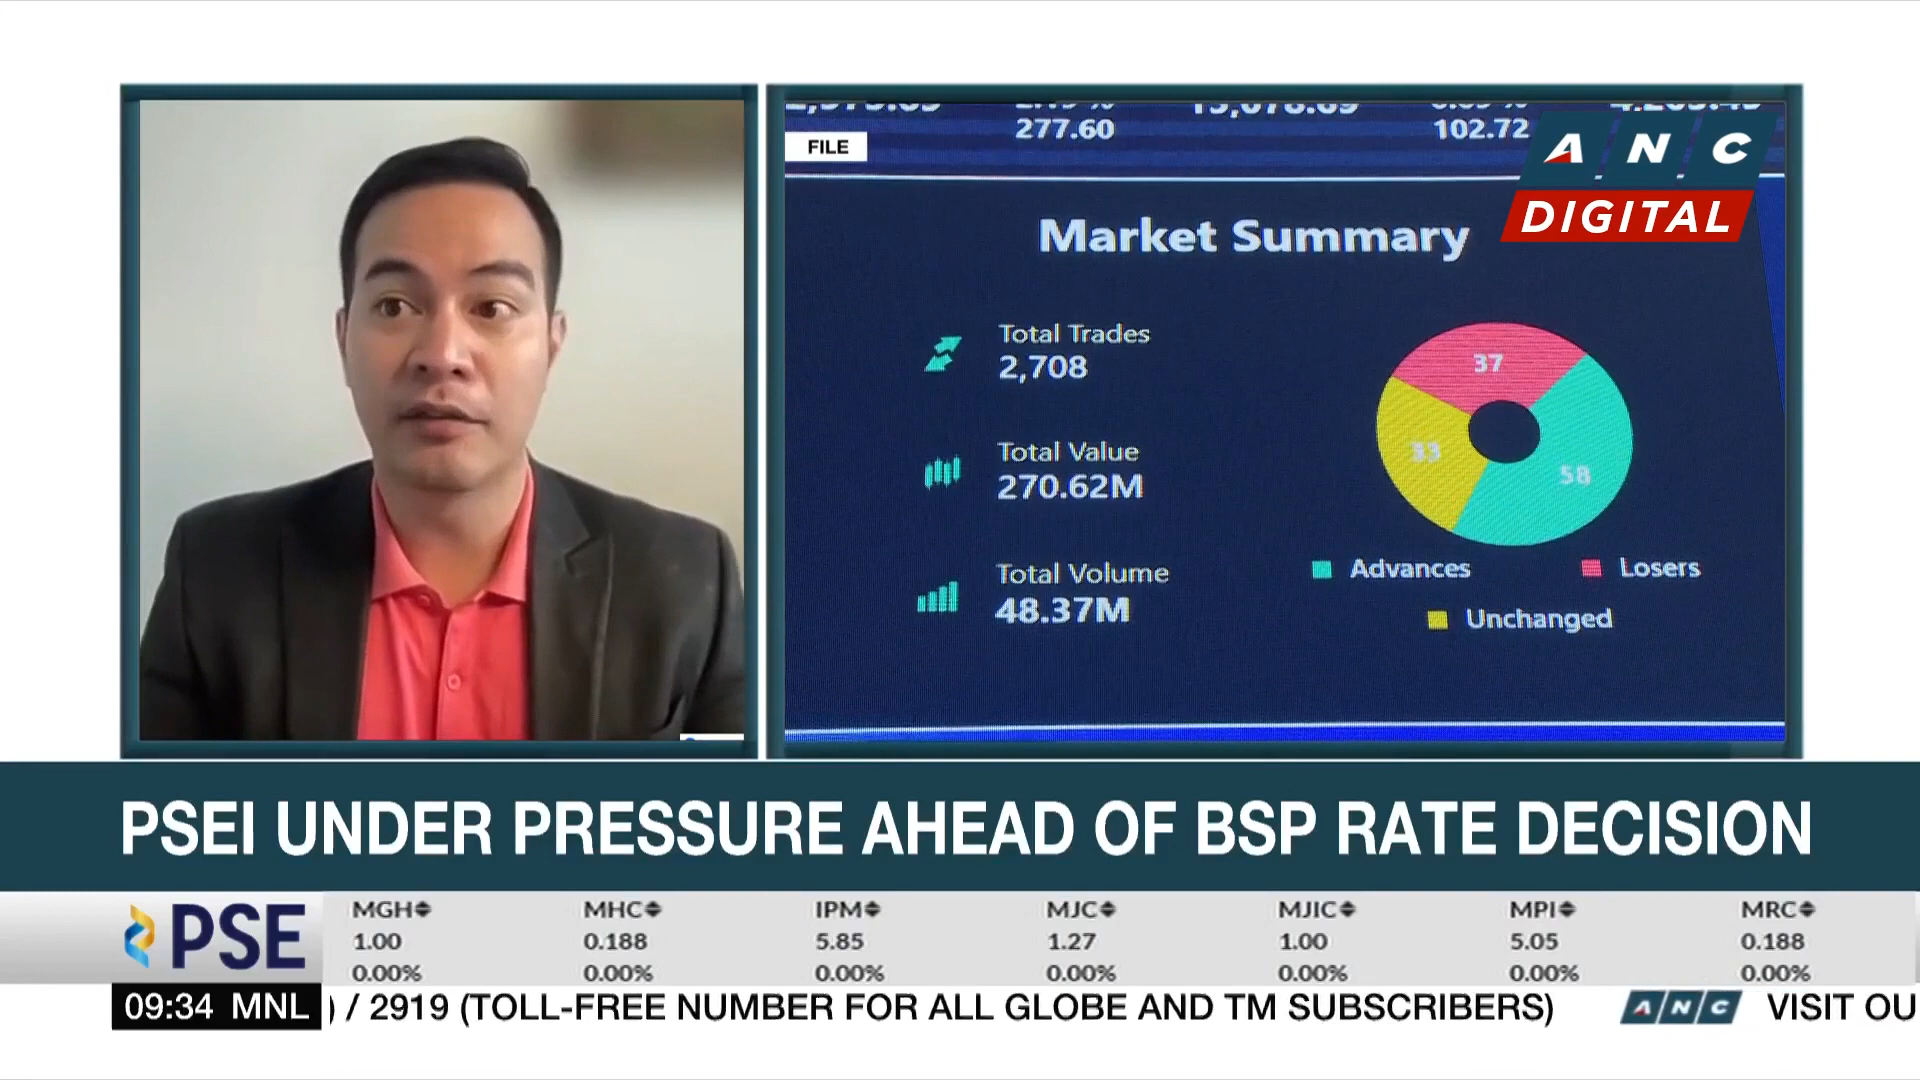 277.60
102.72
FILE
ANC
DIGITAL
Market Summary
Total Trades
2,708
Total Value
270.62M
Total Volume
48.37M
37
33
58
Advances
Losers
Unchanged
PSEI UNDER PRESSURE AHEAD OF BSP RATE DECISION
PSE
MGH MHC IPM MJC MJIC MPI MRC
1.00 0.188 5.85 1.27 1.00 5.05 0.188
0.00% 0.00% 0.00% 0.00% 0.00% 0.00% 0.00%
09:34 MNL ) / 2919 (TOLL-FREE NUMBER FOR ALL GLOBE AND TM SUBSCRIBERS) ANC VISIT OU